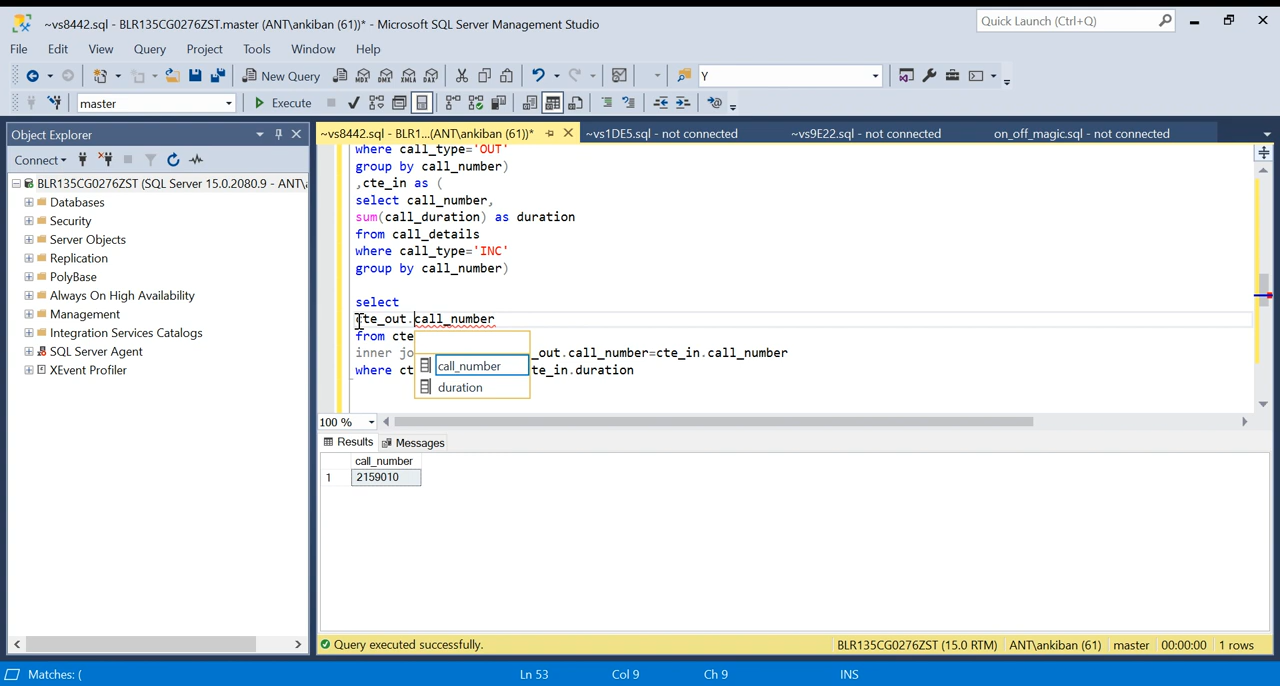 ~vs8442.sql - BLR135CG0276ZST.master (ANT\ankiban (61))* - Microsoft SQL Server Management Studio
Quick Launch (Ctrl+Q)
File Edit View Query Project Tools Window Help
New Query
MDX DMX XMLA DAX
Y
master
Execute
Object Explorer
~vs8442.sql - BLR1...(ANT\ankiban (61))*
~vs1DE5.sql - not connected
~vs9E22.sql - not connected
on_off_magic.sql - not connected
Connect
BLR135CG0276ZST (SQL Server 15.0.2080.9 - ANT\
Databases
Security
Server Objects
Replication
PolyBase
Always On High Availability
Management
Integration Services Catalogs
SQL Server Agent
XEvent Profiler
where call_type='OUT'
group by call_number)
,cte_in as (
select call_number,
sum(call_duration) as duration
from call_details
where call_type='INC'
group by call_number)
select
cte_out.call_number
from cte
inner jo _out.call_number=cte_in.call_number
where ct te_in.duration
call_number
duration
100 %
Results Messages
call_number
1 2159010
Query executed successfully.
BLR135CG0276ZST (15.0 RTM) ANT\ankiban (61) master 00:00:00 1 rows
Matches: (
Ln 53 Col 9 Ch 9 INS